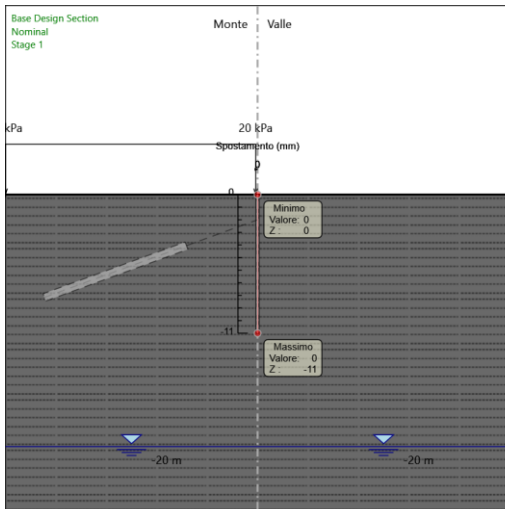 Base Design Section
Nominal
Stage 1
Monte
Valle
kPa
20 kPa
Spostamento (mm)
0
0
Minimo
Valore: 0
Z : 0
-11
Massimo
Valore: 0
Z : -11
-20 m
-20 m